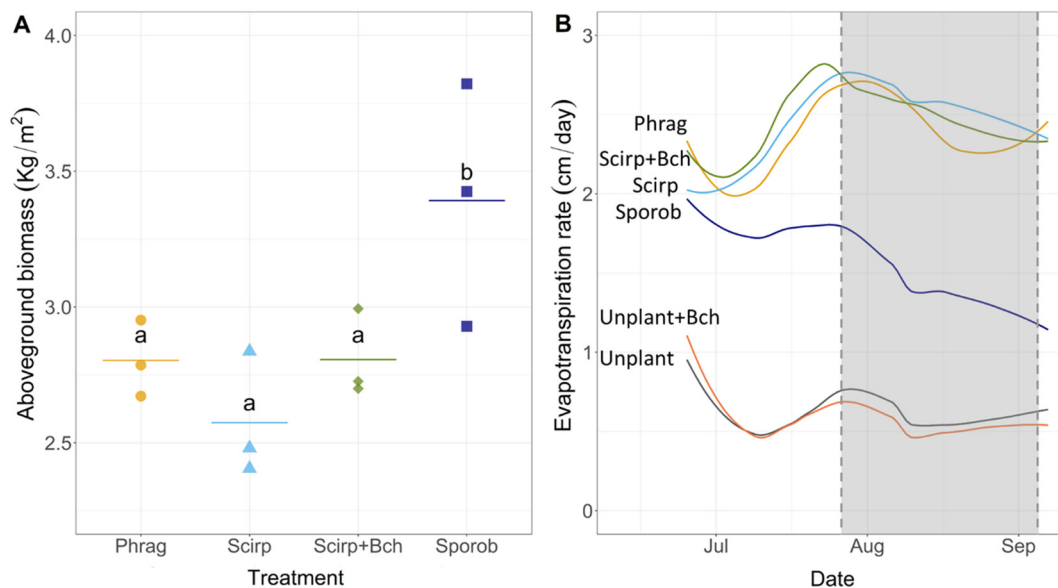 A
Aboveground biomass (Kg/m²)
4.0
3.5
3.0
2.5
a
a
a
b
Phrag
Scirp
Scirp+Bch
Sporob
Treatment
B
Evapotranspiration rate (cm/day)
3
2
1
0
Phrag
Scirp+Bch
Scirp
Sporob
Unplant+Bch
Unplant
Jul
Aug
Sep
Date